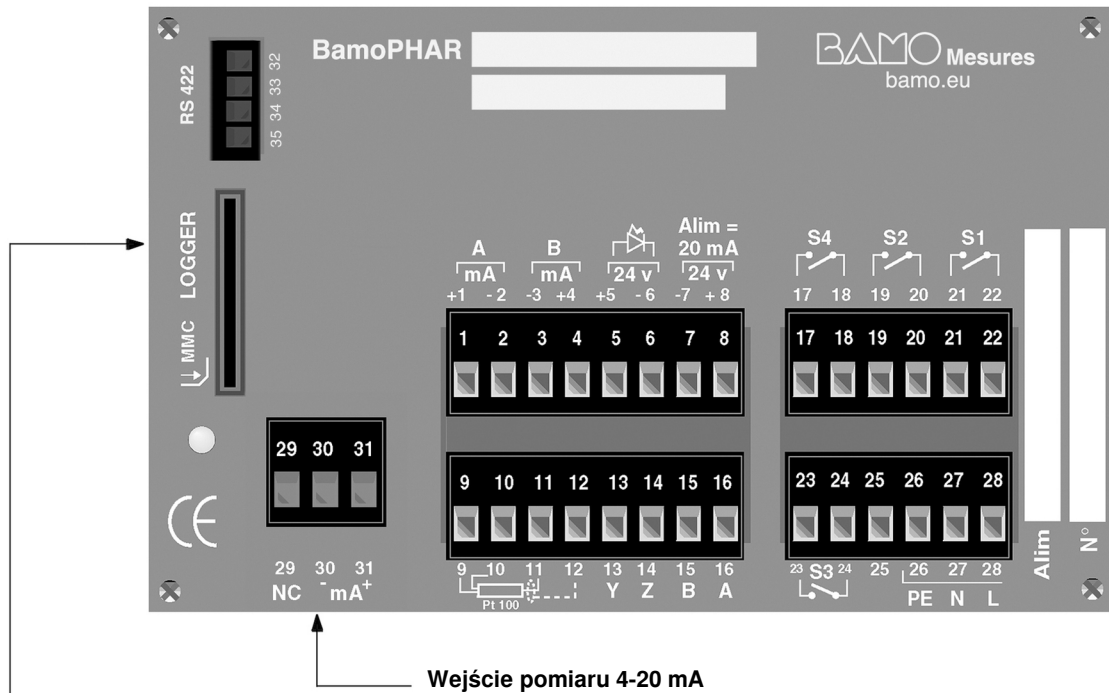 BamoPHAR
BAMO Mesures
bamo.eu
RS 422
32
33
34
35
LOGGER
MMC
A
mA
B
mA
24 v
Alim =
20 mA
24 v
+1 - 2 -3 +4 +5 - 6 -7 + 8
1 2 3 4 5 6 7 8
S4 S2 S1
17 18 19 20 21 22
17 18 19 20 21 22
29 30 31
9 10 11 12 13 14 15 16
23 24 25 26 27 28
29 30 31
NC - mA+
9 10 11 12 13 14 15 16
Pt 100
Y Z B A
23 S3 24 25 26 27 28
PE N L
Alim
N°
CE
Wejście pomiaru 4-20 mA